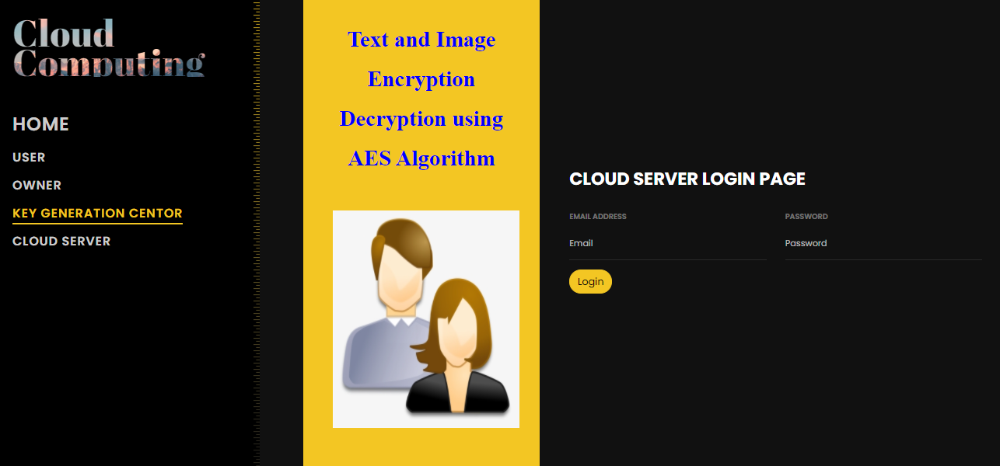 Cloud
Computing
HOME
USER
OWNER
KEY GENERATION CENTOR
CLOUD SERVER
Text and Image
Encryption
Decryption using
AES Algorithm
CLOUD SERVER LOGIN PAGE
EMAIL ADDRESS
Email
PASSWORD
Password
Login